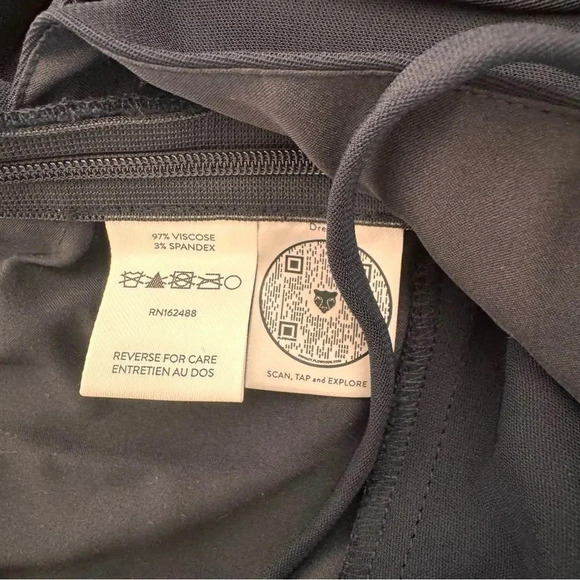 97% VISCOSE
3% SPANDEX
RN162488
REVERSE FOR CARE
ENTRETIEN AU DOS
SCAN, TAP and EXPLORE